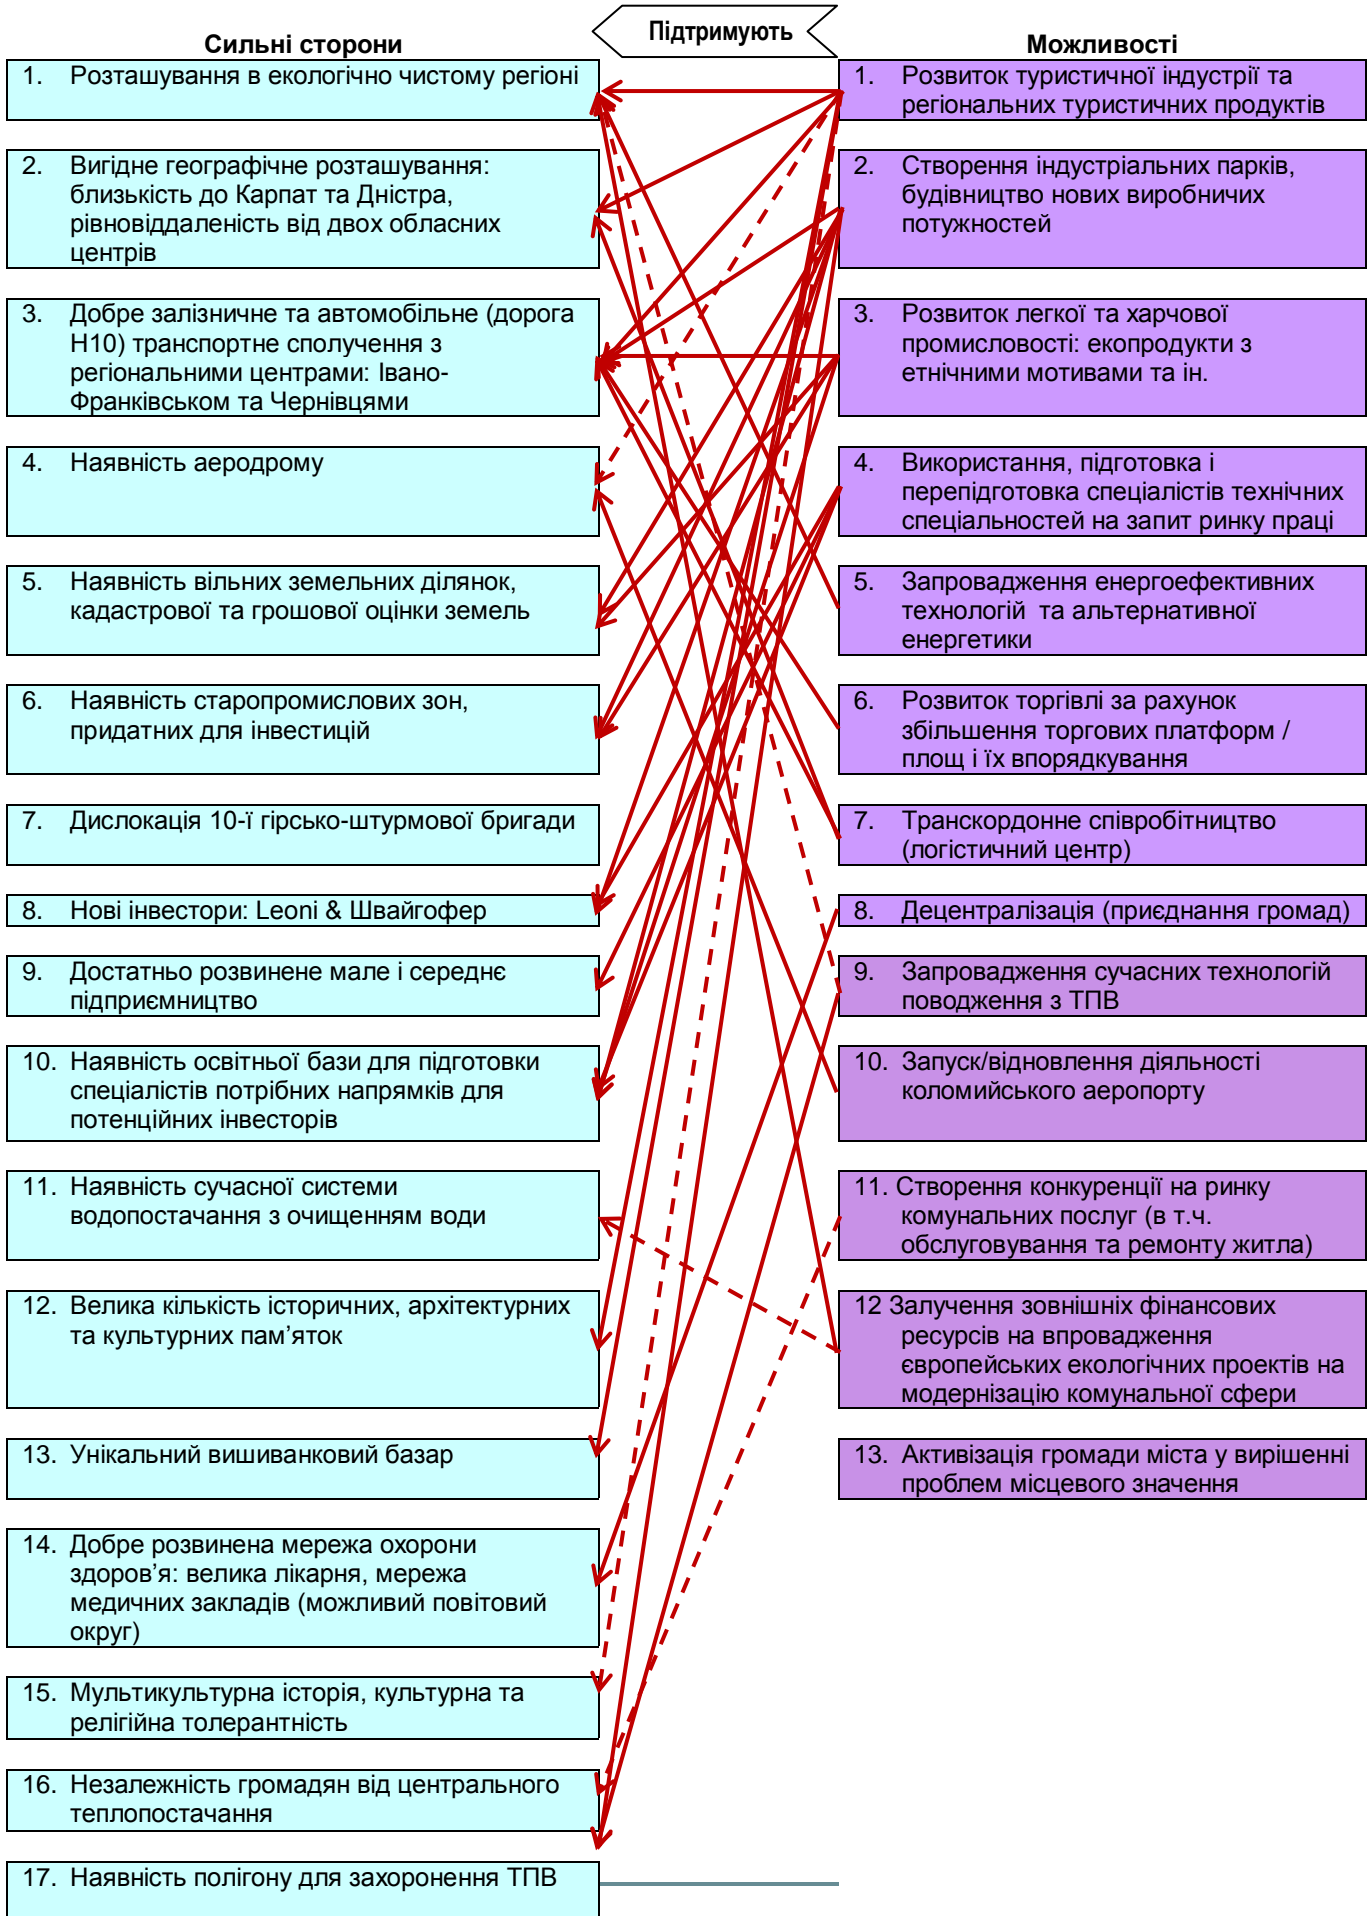 Підтримують
Сильні сторони
1. Розташування в екологічно чистому регіоні
2. Вигідне географічне розташування:
близькість до Карпат та Дністра,
рівновіддаленість від двох обласних
центрів
3. Добре залізничне та автомобільне (дорога
Н10) транспортне сполучення з
регіональними центрами: Івано-
Франківськом та Чернівцями
4. Наявність аеродрому
5. Наявність вільних земельних ділянок,
кадастрової та грошової оцінки земель
6. Наявність старопромислових зон,
придатних для інвестицій
7. Дислокація 10-ї гірсько-штурмової бригади
8. Нові інвестори: Leoni & Швайгофер
9. Достатньо розвинене мале і середнє
підприємництво
10. Наявність освітньої бази для підготовки
спеціалістів потрібних напрямків для
потенційних інвесторів
11. Наявність сучасної системи
водопостачання з очищенням води
12. Велика кількість історичних, архітектурних
та культурних пам’яток
13. Унікальний вишиванковий базар
14. Добре розвинена мережа охорони
здоров’я: велика лікарня, мережа
медичних закладів (можливий повітовий
округ)
15. Мультикультурна історія, культурна та
релігійна толерантність
16. Незалежність громадян від центрального
теплопостачання
17. Наявність полігону для захоронення ТПВ
Можливості
1. Розвиток туристичної індустрії та
регіональних туристичних продуктів
2. Створення індустріальних парків,
будівництво нових виробничих
потужностей
3. Розвиток легкої та харчової
промисловості: екопродукти з
етнічними мотивами та ін.
4. Використання, підготовка і
перепідготовка спеціалістів технічних
спеціальностей на запит ринку праці
5. Запровадження енергоефективних
технологій та альтернативної
енергетики
6. Розвиток торгівлі за рахунок
збільшення торгових платформ /
площ і їх впорядкування
7. Транскордонне співробітництво
(логістичний центр)
8. Децентралізація (приєднання громад)
9. Запровадження сучасних технологій
поводження з ТПВ
10. Запуск/відновлення діяльності
коломийського аеропорту
11. Створення конкуренції на ринку
комунальних послуг (в т.ч.
обслуговування та ремонту житла)
12 Залучення зовнішніх фінансових
ресурсів на впровадження
європейських екологічних проектів на
модернізацію комунальної сфери
13. Активізація громади міста у вирішенні
проблем місцевого значення